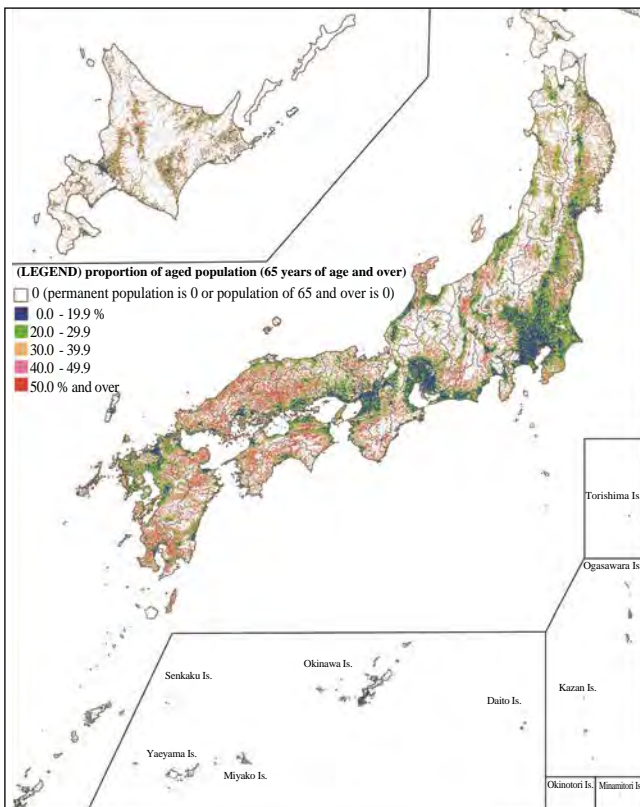 (LEGEND) proportion of aged population (65 years of age and over)
0 (permanent population is 0 or population of 65 and over is 0)
0.0 - 19.9 %
20.0 - 29.9
30.0 - 39.9
40.0 - 49.9
50.0 % and over
Torishima Is.
Ogasawara Is
Senkaku Is.
Okinawa Is.
Daito Is.
Kazan Is.
Yaeyama Is.
Miyako Is.
Okinotori Is.
Minamitori Is